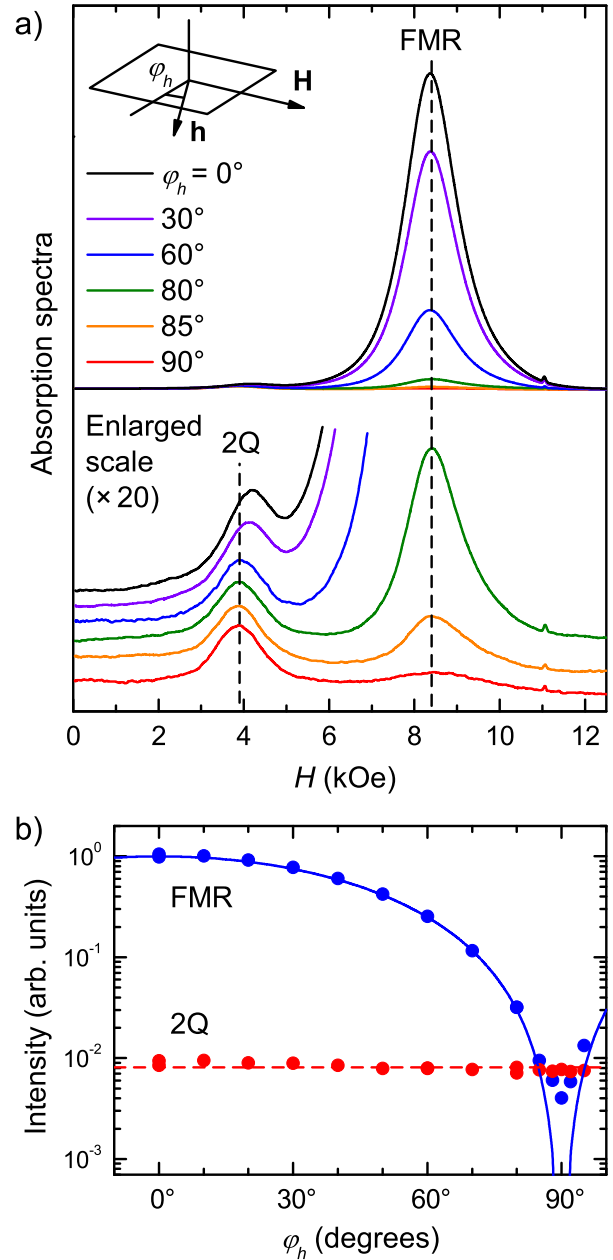 a)
FMR
φh
H
h
φh = 0°
30°
60°
80°
85°
90°
Absorption spectra
Enlarged
scale
(× 20)
2Q
0 2 4 6 8 10 12
H (kOe)
b)
10⁰
FMR
10⁻¹
2Q
10⁻²
10⁻³
Intensity (arb. units)
0° 30° 60° 90°
φh (degrees)